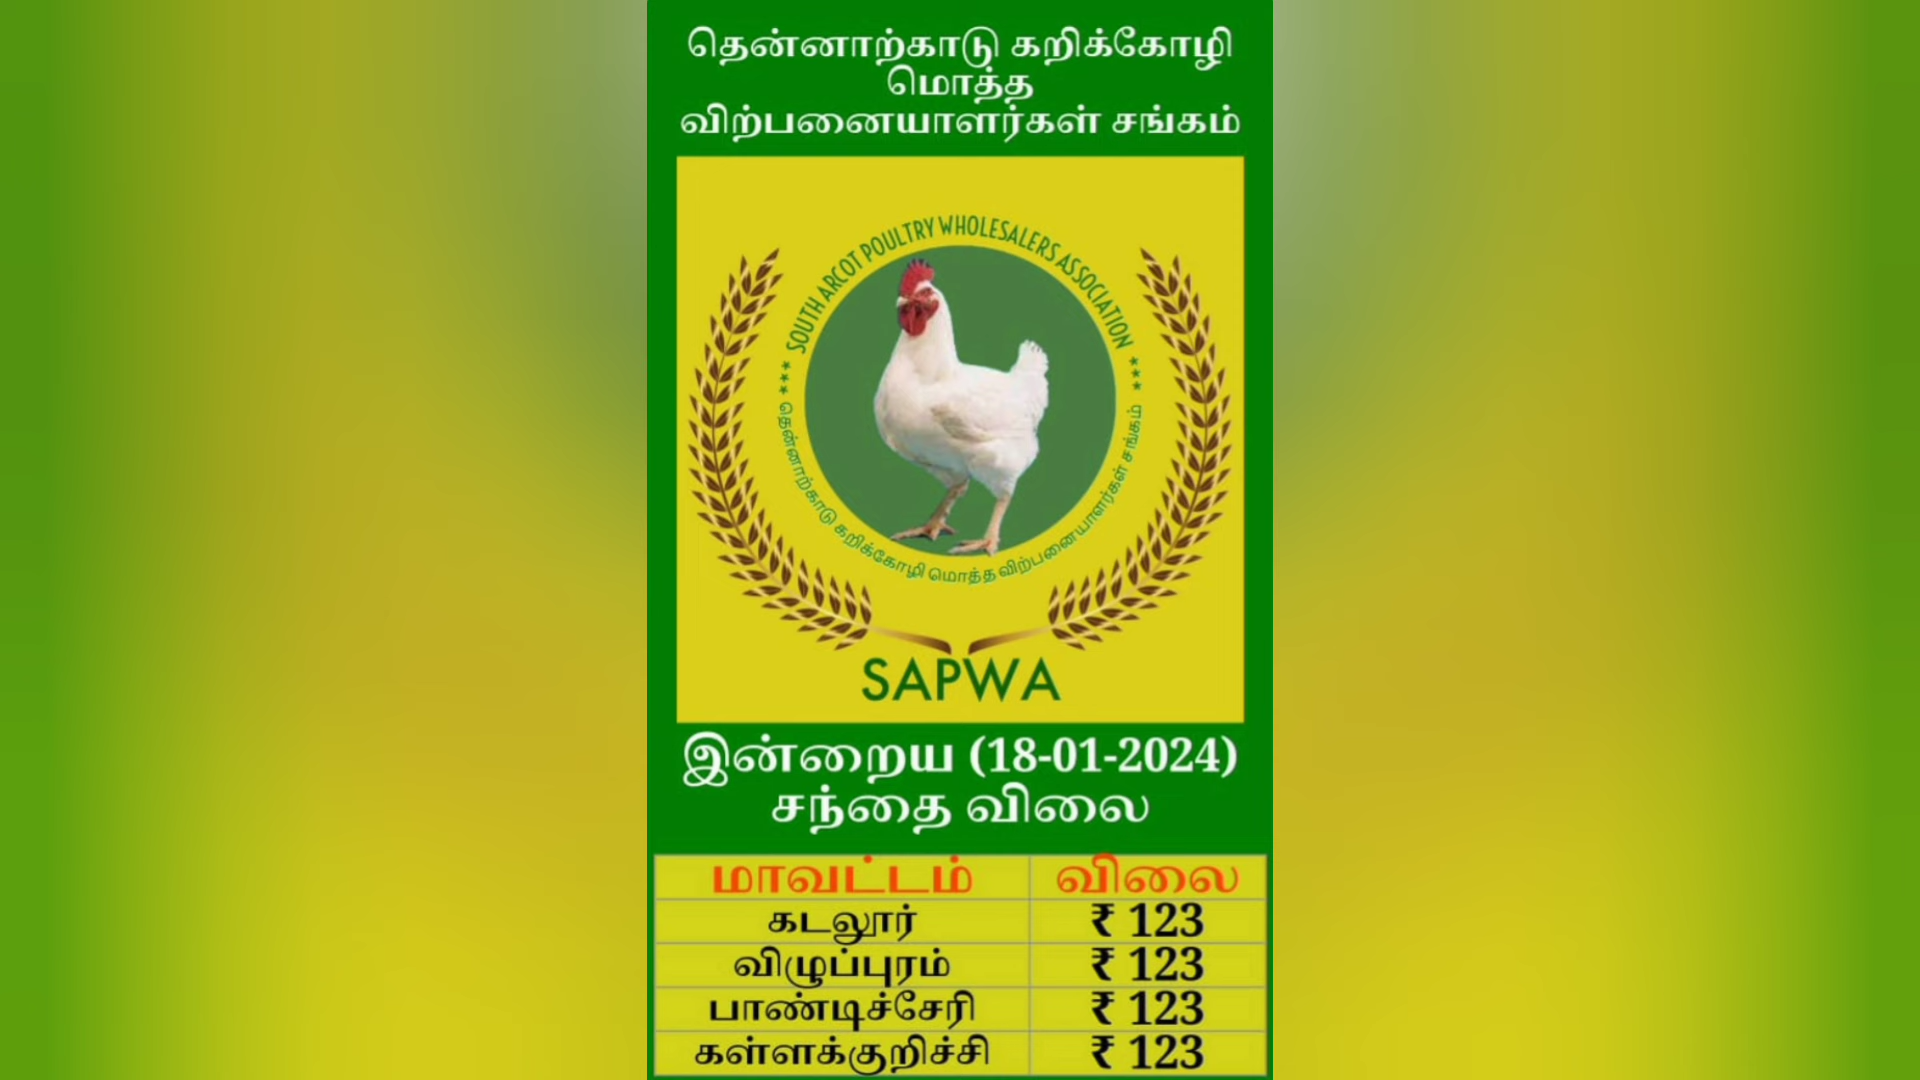 தென்னாற்காடு கறிக்கோழி
மொத்த
விற்பனையாளர்கள் சங்கம்
*** SOUTH ARCOT POULTRY WHOLESALERS ASSOCIATION ***
தென்னாற்காடு கறிக்கோழி மொத்த விற்பனையாளர்கள் சங்கம்
SAPWA
இன்றைய (18-01-2024)
சந்தை விலை
மாவட்டம் விலை
கடலூர் ₹ 123
விழுப்புரம் ₹ 123
பாண்டிச்சேரி ₹ 123
கள்ளக்குறிச்சி ₹ 123